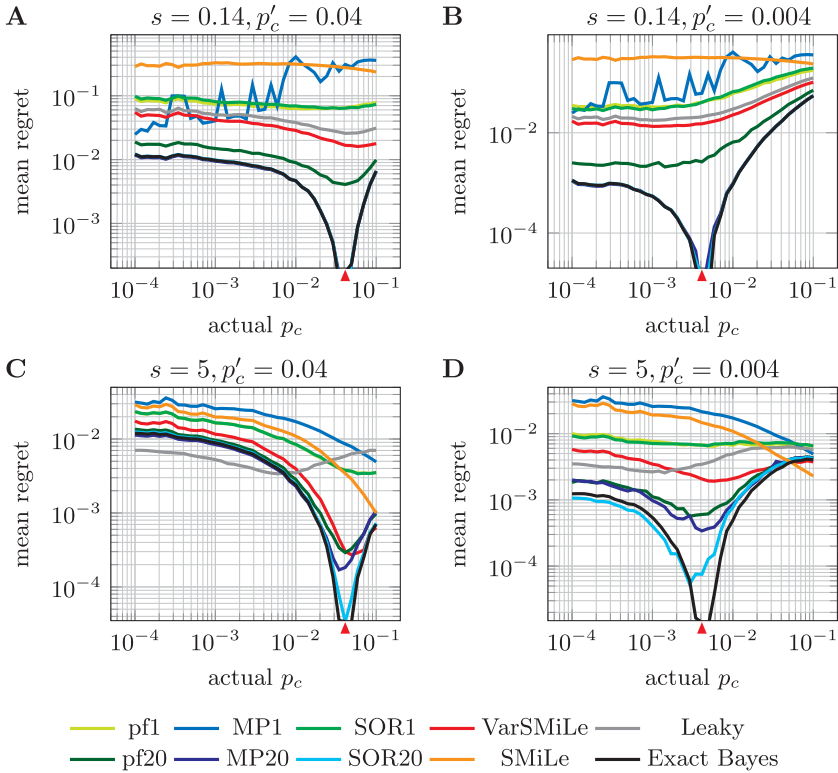 A
s = 0.14, p′c = 0.04
mean regret
10⁻¹
10⁻²
10⁻³
10⁻⁴ 10⁻³ 10⁻² 10⁻¹
actual pc
B
s = 0.14, p′c = 0.004
mean regret
10⁻²
10⁻⁴
10⁻⁴ 10⁻³ 10⁻² 10⁻¹
actual pc
C
s = 5, p′c = 0.04
mean regret
10⁻²
10⁻³
10⁻⁴
10⁻⁴ 10⁻³ 10⁻² 10⁻¹
actual pc
D
s = 5, p′c = 0.004
mean regret
10⁻²
10⁻³
10⁻⁴
10⁻⁴ 10⁻³ 10⁻² 10⁻¹
actual pc
pf1 MP1 SOR1 VarSMiLe Leaky
pf20 MP20 SOR20 SMiLe Exact Bayes